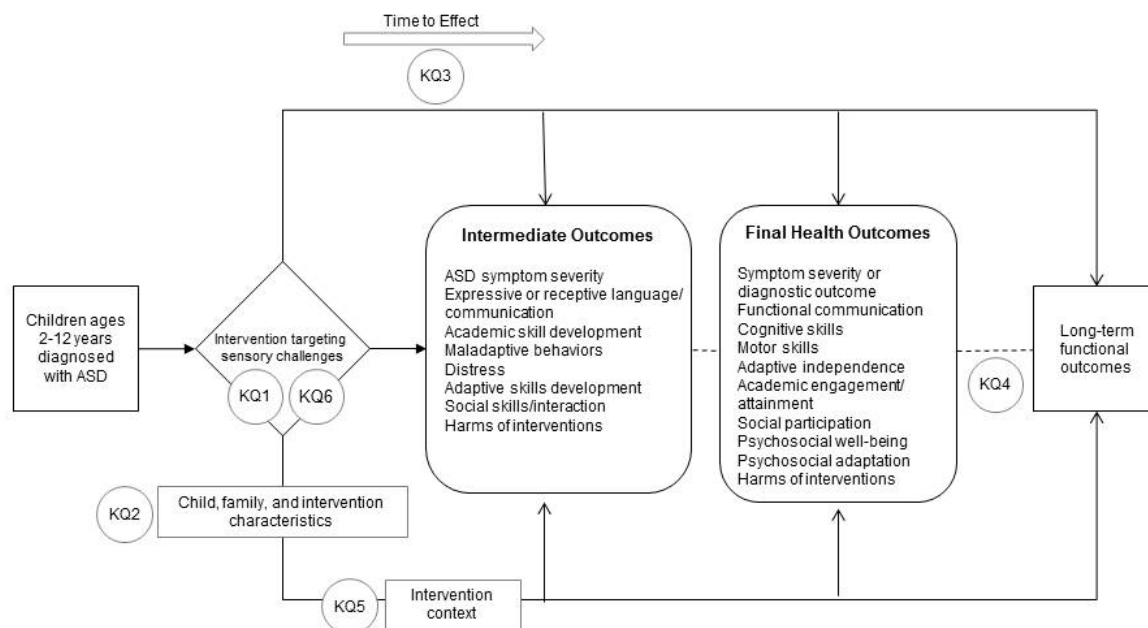 Time to Effect
KQ3
Children ages
2-12 years
diagnosed
with ASD
Intervention targeting
sensory challenges
KQ1
KQ6
Intermediate Outcomes
ASD symptom severity
Expressive or receptive language/
communication
Academic skill development
Maladaptive behaviors
Distress
Adaptive skills development
Social skills/interaction
Harms of interventions
Final Health Outcomes
Symptom severity or
diagnostic outcome
Functional communication
Cognitive skills
Motor skills
Adaptive independence
Academic engagement/
attainment
Social participation
Psychosocial well-being
Psychosocial adaptation
Harms of interventions
KQ4
Long-term
functional
outcomes
KQ2
Child, family, and intervention
characteristics
KQ5
Intervention
context